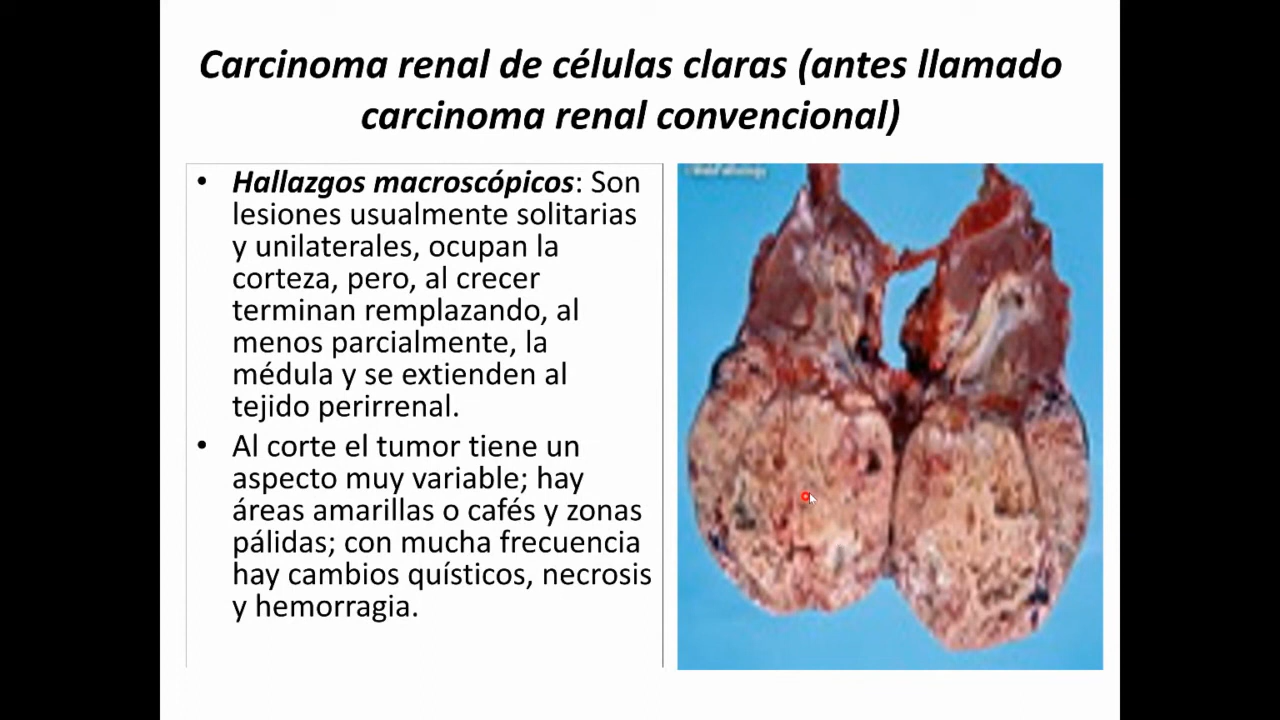 Carcinoma renal de células claras (antes llamado
carcinoma renal convencional)
• Hallazgos macroscópicos: Son
lesiones usualmente solitarias
y unilaterales, ocupan la
corteza, pero, al crecer
terminan remplazando, al
menos parcialmente, la
médula y se extienden al
tejido perirrenal.
• Al corte el tumor tiene un
aspecto muy variable; hay
áreas amarillas o cafés y zonas
pálidas; con mucha frecuencia
hay cambios quísticos, necrosis
y hemorragia.